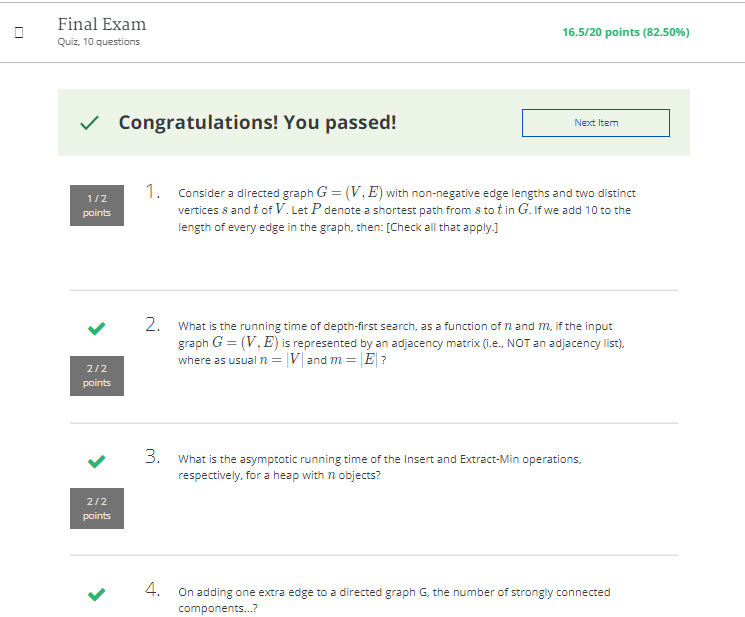 Final Exam
Quiz, 10 questions
16.5/20 points (82.50%)
Congratulations! You passed!
Next Item
1 / 2
points
1.
Consider a directed graph G = (V, E) with non-negative edge lengths and two distinct
vertices s and t of V. Let P denote a shortest path from s to t in G. If we add 10 to the
length of every edge in the graph, then: [Check all that apply.]
2 / 2
points
2.
What is the running time of depth-first search, as a function of n and m, if the input
graph G = (V, E) is represented by an adjacency matrix (i.e., NOT an adjacency list),
where as usual n = |V| and m = |E| ?
2 / 2
points
3.
What is the asymptotic running time of the Insert and Extract-Min operations,
respectively, for a heap with n objects?
4.
On adding one extra edge to a directed graph G, the number of strongly connected
components...?